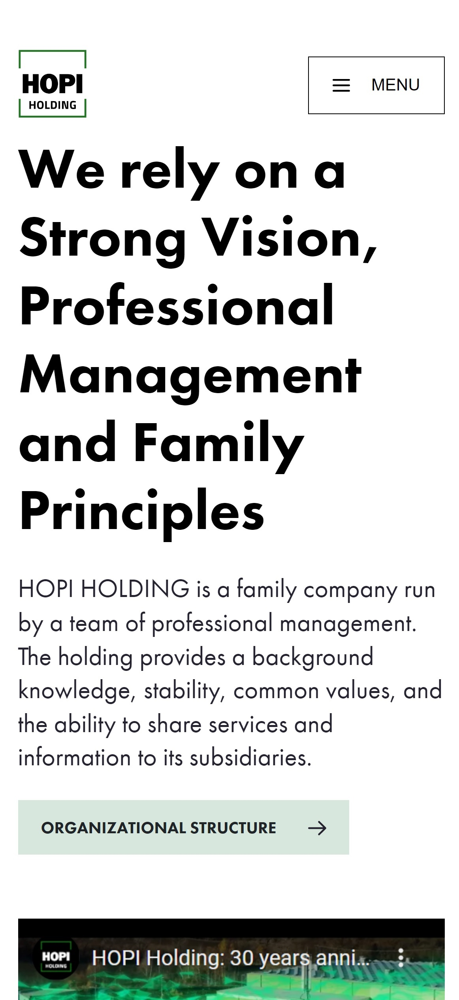 HOPI
HOLDING
MENU
We rely on a
Strong Vision,
Professional
Management
and Family
Principles
HOPI HOLDING is a family company run
by a team of professional management.
The holding provides a background
knowledge, stability, common values, and
the ability to share services and
information to its subsidiaries.
ORGANIZATIONAL STRUCTURE
HOPI
HOLDING
HOPI Holding: 30 years anni...